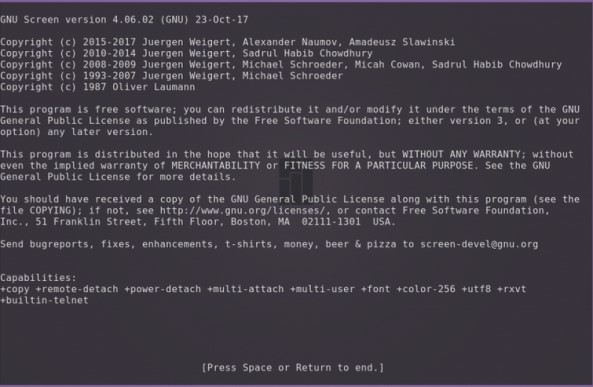 GNU Screen version 4.06.02 (GNU) 23-Oct-17
Copyright (c) 2015-2017 Juergen Weigert, Alexander Naumov, Amadeusz Slawinski
Copyright (c) 2010-2014 Juergen Weigert, Sadrul Habib Chowdhury
Copyright (c) 2008-2009 Juergen Weigert, Michael Schroeder, Micah Cowan, Sadrul Habib Chowdhury
Copyright (c) 1993-2007 Juergen Weigert, Michael Schroeder
Copyright (c) 1987 Oliver Laumann
This program is free software; you can redistribute it and/or modify it under the terms of the GNU
General Public License as published by the Free Software Foundation; either version 3, or (at your
option) any later version.
This program is distributed in the hope that it will be useful, but WITHOUT ANY WARRANTY; without
even the implied warranty of MERCHANTABILITY or FITNESS FOR A PARTICULAR PURPOSE. See the GNU
General Public License for more details.
You should have received a copy of the GNU General Public License along with this program (see the
file COPYING); if not, see http://www.gnu.org/licenses/, or contact Free Software Foundation,
Inc., 51 Franklin Street, Fifth Floor, Boston, MA  02111-1301  USA.
Send bugreports, fixes, enhancements, t-shirts, money, beer & pizza to screen-devel@gnu.org
Capabilities:
+copy +remote-detach +power-detach +multi-attach +multi-user +font +color-256 +utf8 +rxvt
+builtin-telnet
[Press Space or Return to end.]